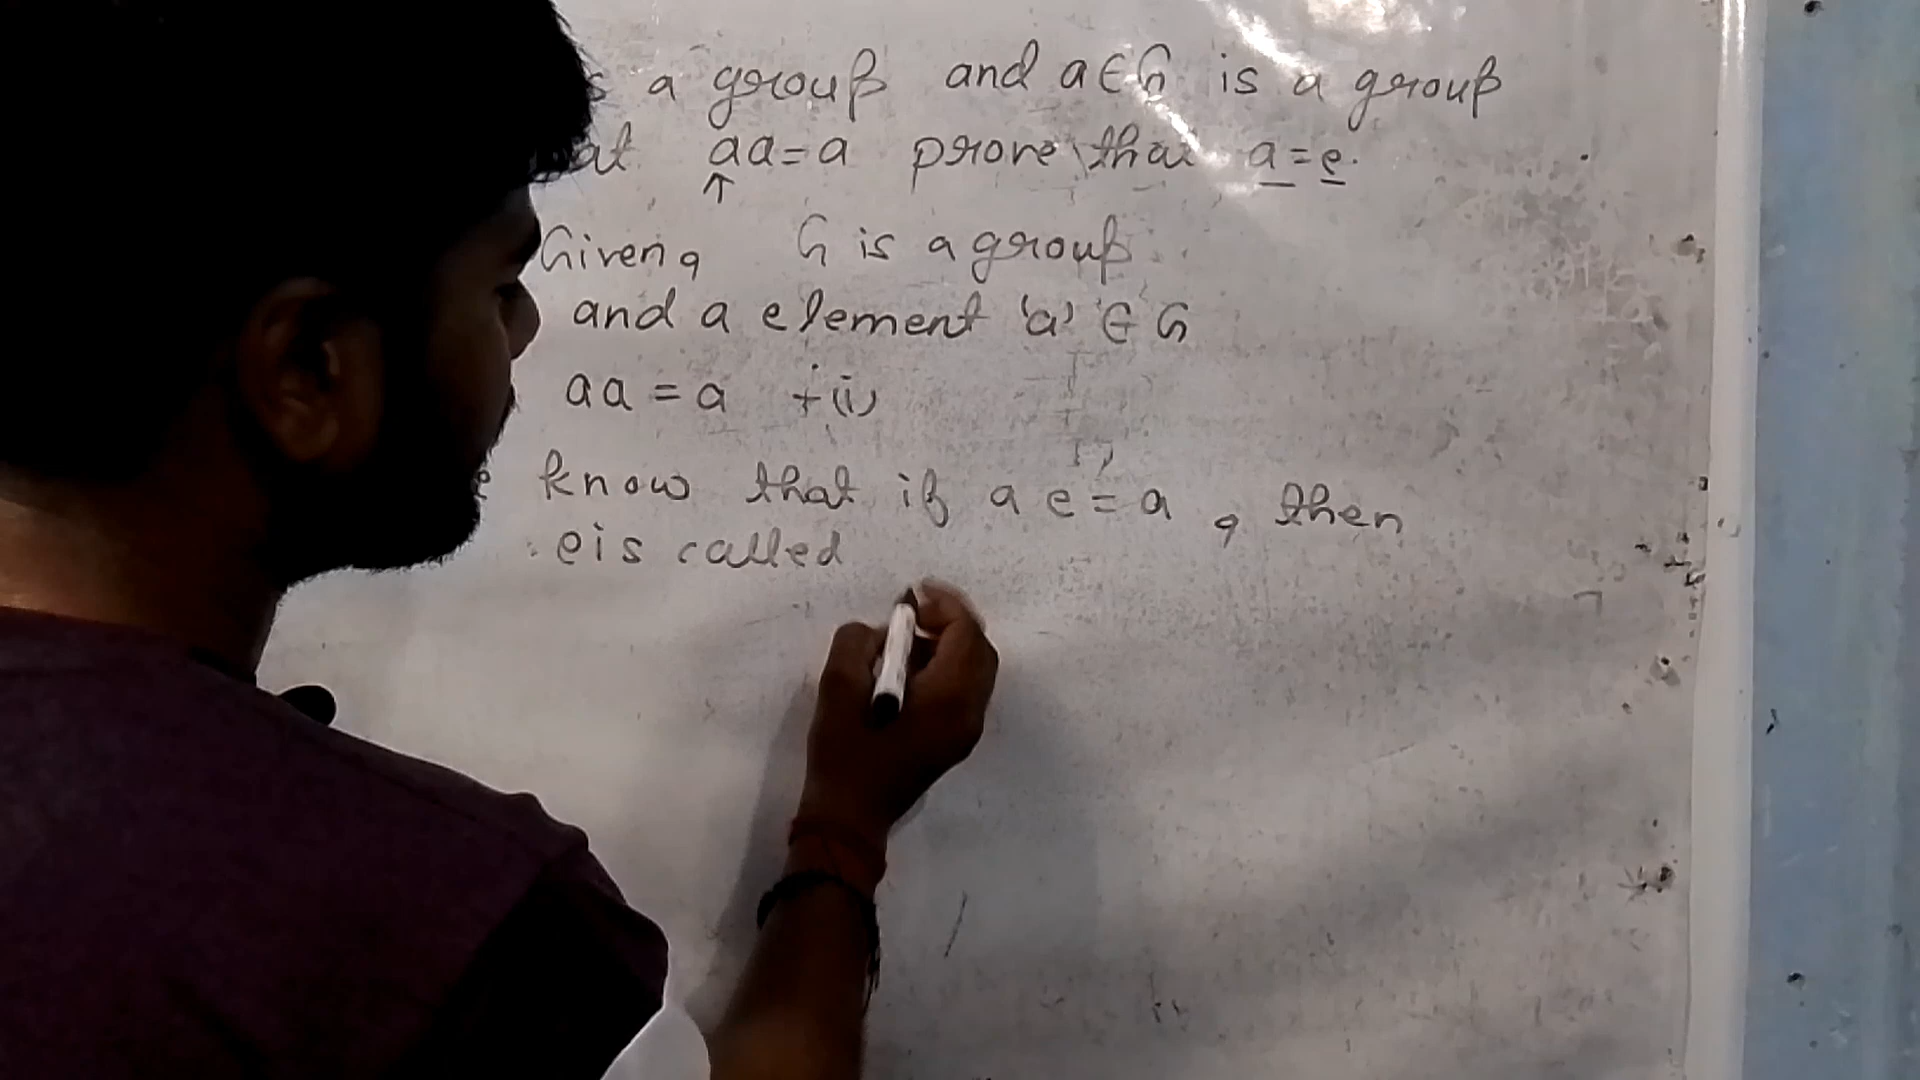 a group and a ∈ G is a group
aa = a prove that a = e.
Given, G is a group.
and a element 'a' ∈ G
aa = a + (i)
know that if a e = a , then
e is called